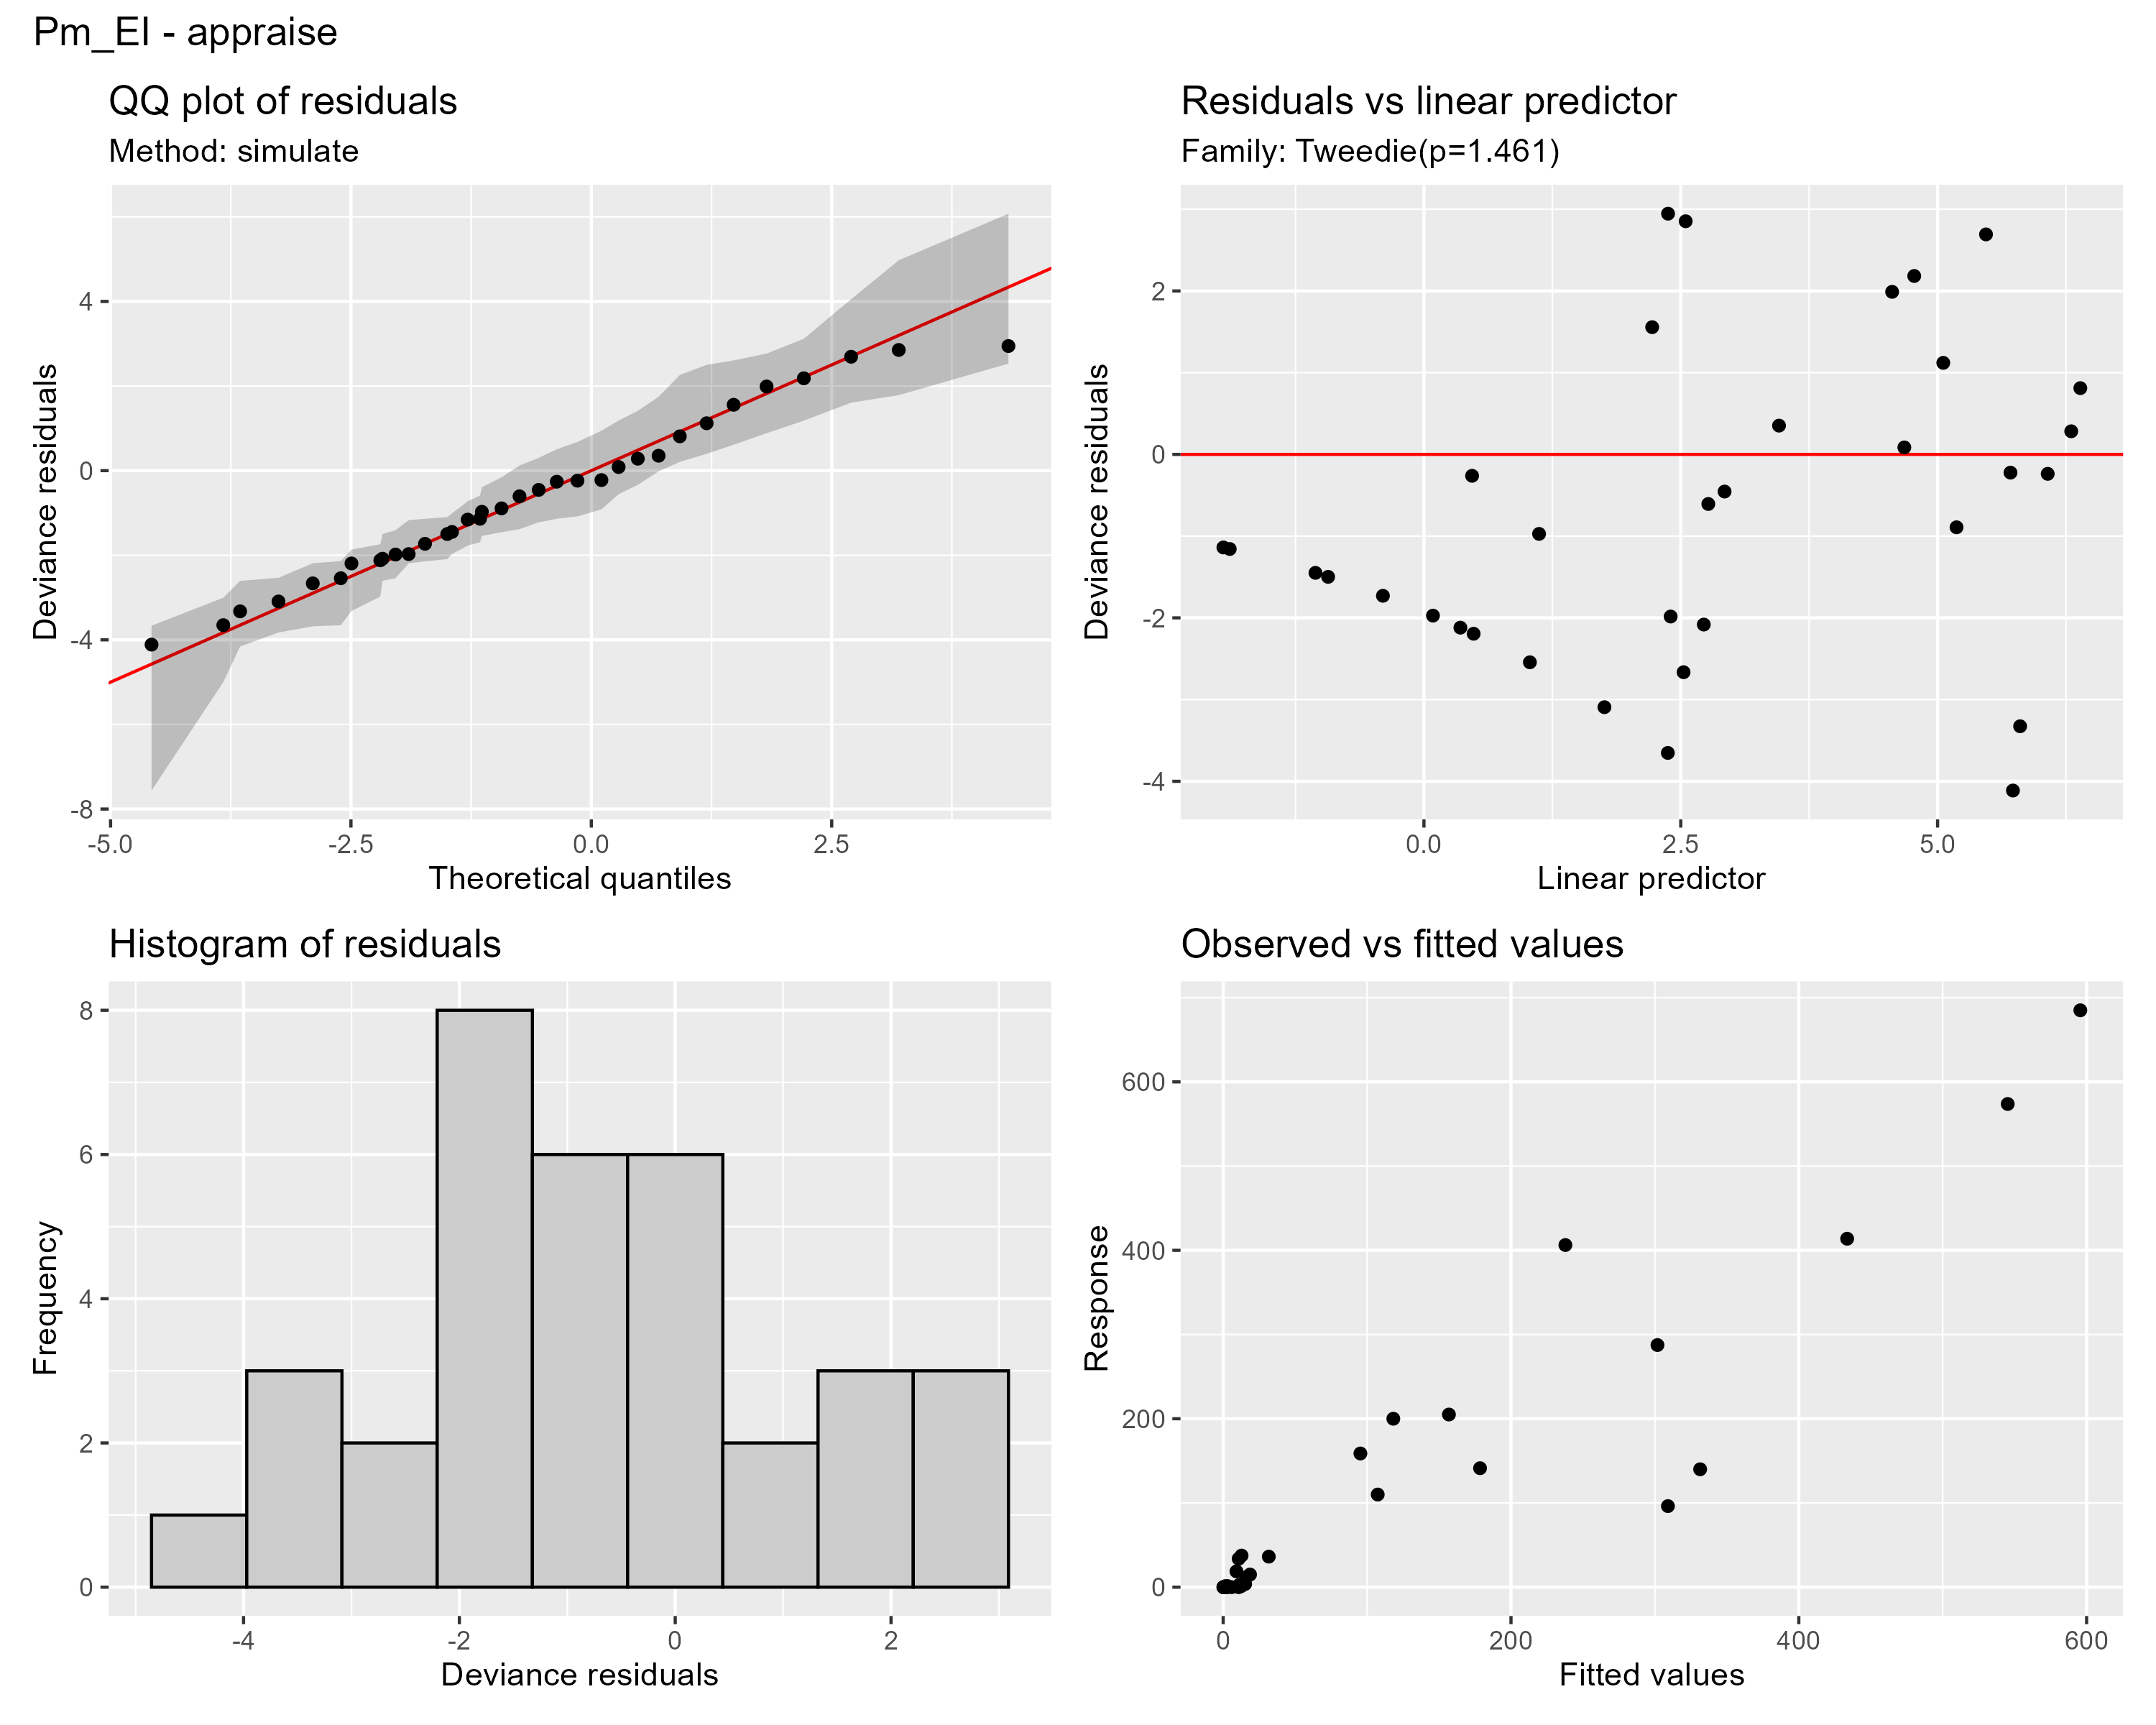 Pm_EI - appraise
QQ plot of residuals
Method: simulate
4
0
-4
-8
-5.0
-2.5
0.0
2.5
Theoretical quantiles
Deviance residuals
Residuals vs linear predictor
Family: Tweedie(p=1.461)
2
0
-2
-4
0.0
2.5
5.0
Linear predictor
Deviance residuals
Histogram of residuals
8
6
4
2
0
-4
-2
0
2
Deviance residuals
Frequency
Observed vs fitted values
600
400
200
0
0
200
400
600
Fitted values
Response